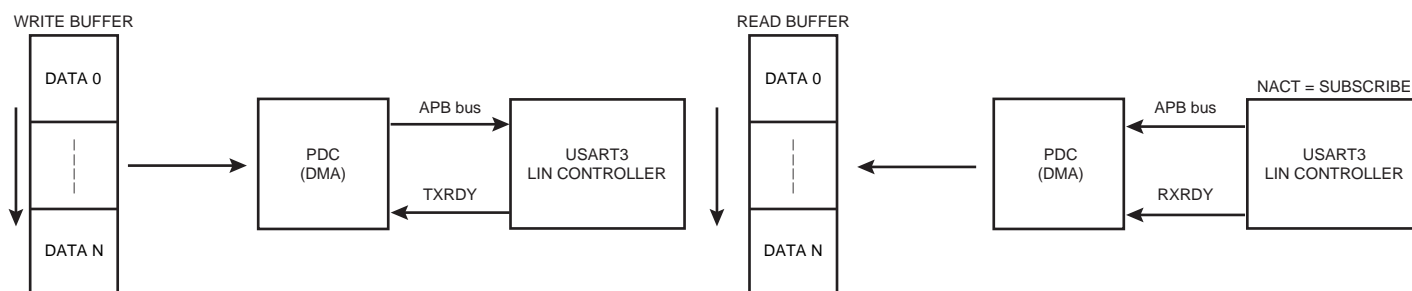 WRITE BUFFER
DATA 0
DATA N
PDC
(DMA)
APB bus
TXRDY
USART3
LIN CONTROLLER
READ BUFFER
DATA 0
DATA N
PDC
(DMA)
APB bus
RXRDY
NACT = SUBSCRIBE
USART3
LIN CONTROLLER